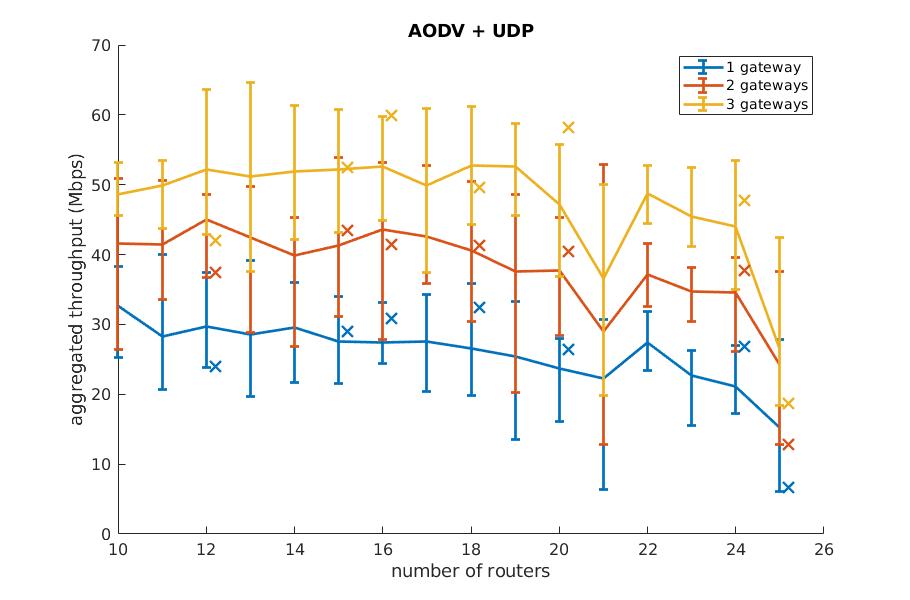 AODV + UDP
70
60
50
40
30
20
10
0
aggregated throughput (Mbps)
1 gateway
2 gateways
3 gateways
10 12 14 16 18 20 22 24 26
number of routers